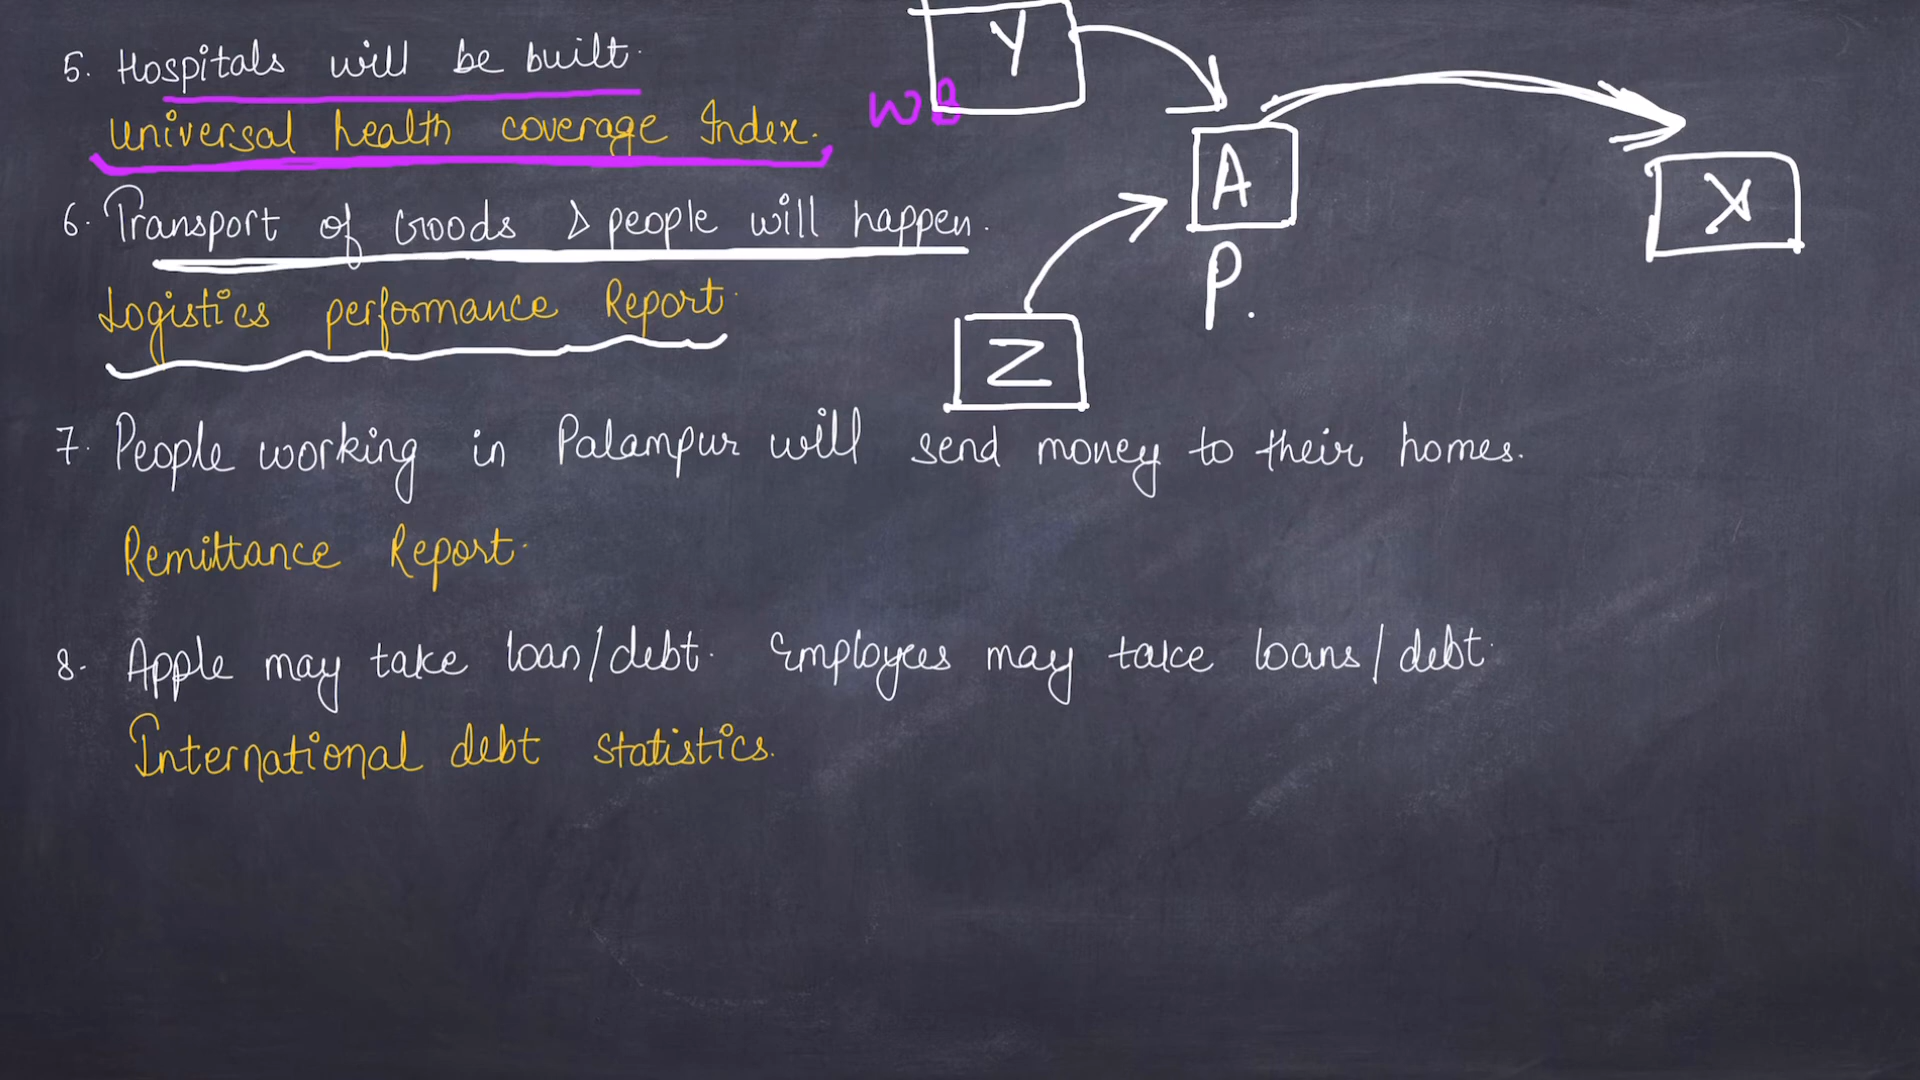 5. Hospitals will be built.
Universal health coverage Index.
WB
6. Transport of Goods & people will happen.
Logistics performance Report.
7. People working in Palampur will send money to their homes.
Remittance Report.
8. Apple may take loan/debt. Employees may take loans/debt.
International debt statistics.
Y
A
X
P.
Z